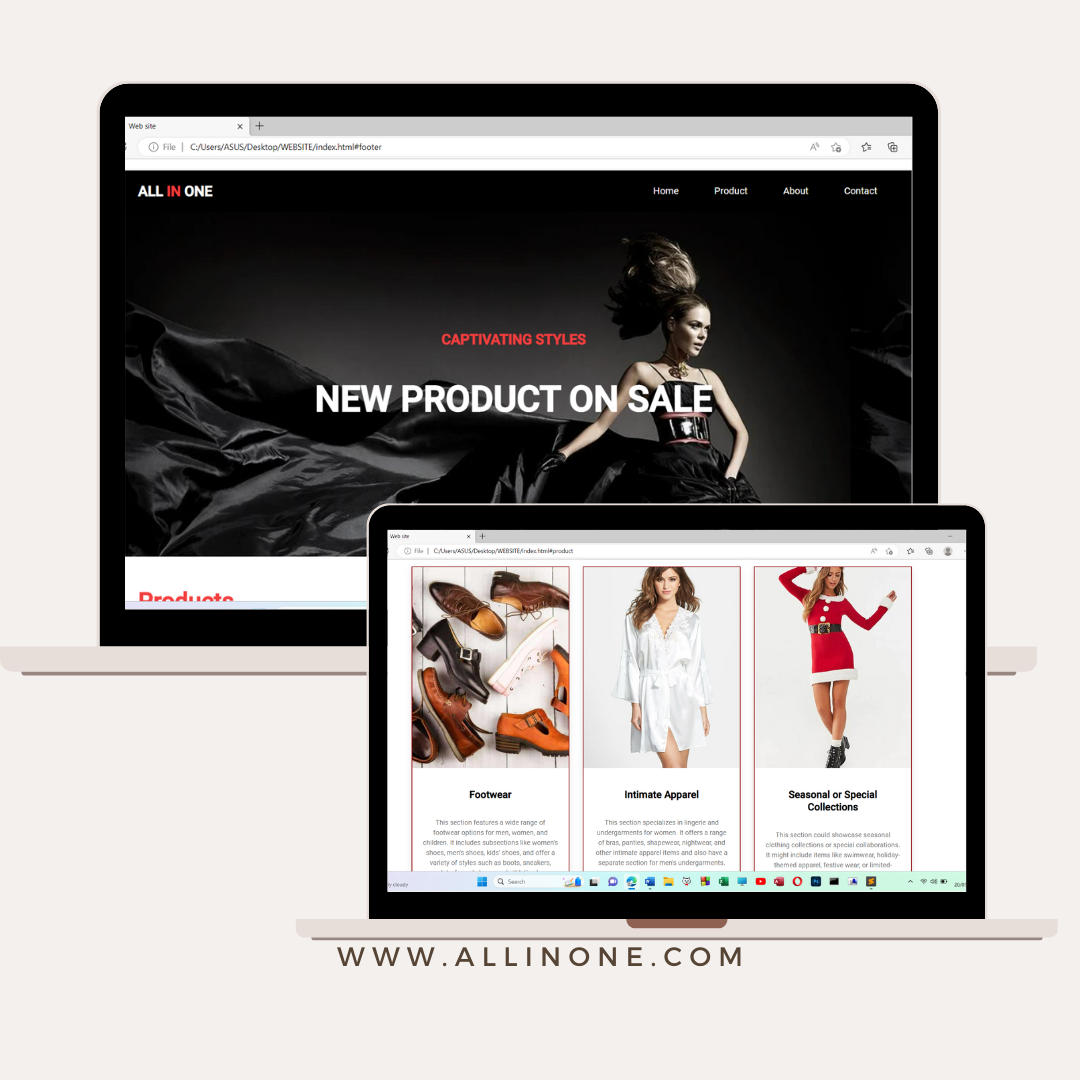 Web site
File | C:/Users/ASUS/Desktop/WEBSITE/index.html#footer
ALL IN ONE
Home Product About Contact
CAPTIVATING STYLES
NEW PRODUCT ON SALE
Products
Web site
File | C:/Users/ASUS/Desktop/WEBSITE/index.html#product
Footwear
This section features a wide range of
footwear options for men, women, and
children. It includes subsections like women's
shoes, men's shoes, kids' shoes, and offer a
variety of styles such as boots, sneakers,
Intimate Apparel
This section specializes in lingerie and
undergarments for women. It offers a range
of bras, panties, shapewear, nightwear, and
other intimate apparel items and also have a
separate section for men's undergarments.
Seasonal or Special
Collections
This section could showcase seasonal
clothing collections or special collaborations.
It might include items like swimwear, holiday-
themed apparel, festive wear, or limited-
cloudy
Search
WWW.ALLINONE.COM